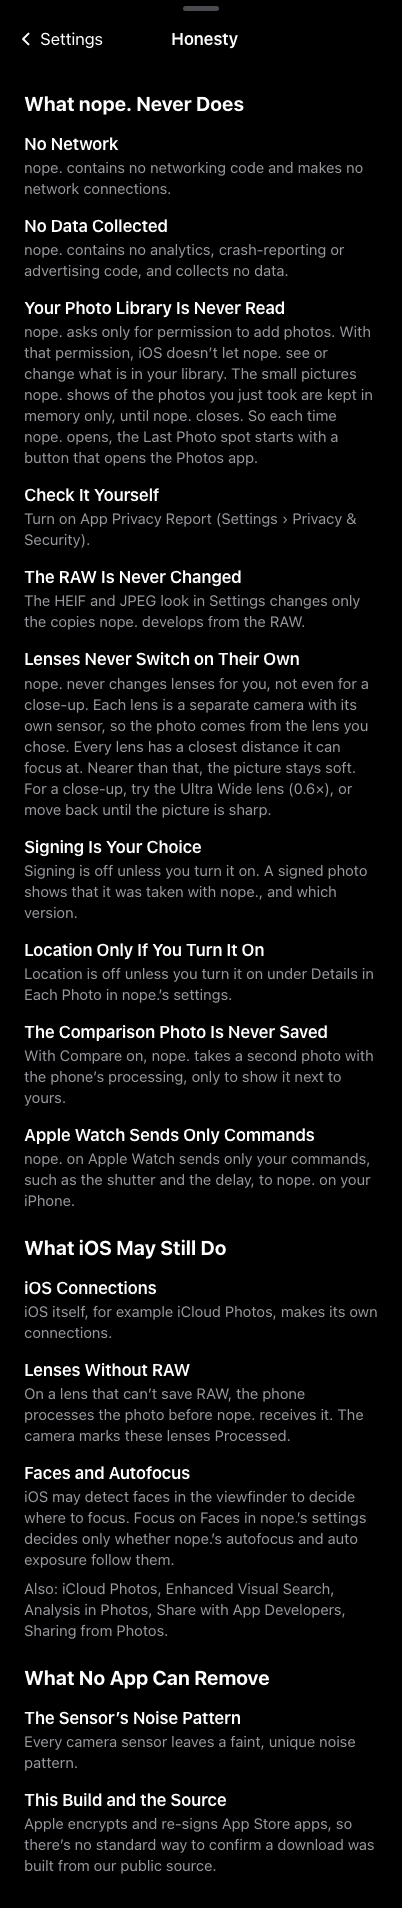 Settings
Honesty
What nope. Never Does
No Network
nope. contains no networking code and makes no
network connections.
No Data Collected
nope. contains no analytics, crash-reporting or
advertising code, and collects no data.
Your Photo Library Is Never Read
nope. asks only for permission to add photos. With
that permission, iOS doesn’t let nope. see or
change what is in your library. The small pictures
nope. shows of the photos you just took are kept in
memory only, until nope. closes. So each time
nope. opens, the Last Photo spot starts with a
button that opens the Photos app.
Check It Yourself
Turn on App Privacy Report (Settings › Privacy &
Security).
The RAW Is Never Changed
The HEIF and JPEG look in Settings changes only
the copies nope. develops from the RAW.
Lenses Never Switch on Their Own
nope. never changes lenses for you, not even for a
close-up. Each lens is a separate camera with its
own sensor, so the photo comes from the lens you
chose. Every lens has a closest distance it can
focus at. Nearer than that, the picture stays soft.
For a close-up, try the Ultra Wide lens (0.6×), or
move back until the picture is sharp.
Signing Is Your Choice
Signing is off unless you turn it on. A signed photo
shows that it was taken with nope., and which
version.
Location Only If You Turn It On
Location is off unless you turn it on under Details in
Each Photo in nope.’s settings.
The Comparison Photo Is Never Saved
With Compare on, nope. takes a second photo with
the phone’s processing, only to show it next to
yours.
Apple Watch Sends Only Commands
nope. on Apple Watch sends only your commands,
such as the shutter and the delay, to nope. on your
iPhone.
What iOS May Still Do
iOS Connections
iOS itself, for example iCloud Photos, makes its own
connections.
Lenses Without RAW
On a lens that can’t save RAW, the phone
processes the photo before nope. receives it. The
camera marks these lenses Processed.
Faces and Autofocus
iOS may detect faces in the viewfinder to decide
where to focus. Focus on Faces in nope.’s settings
decides only whether nope.’s autofocus and auto
exposure follow them.
Also: iCloud Photos, Enhanced Visual Search,
Analysis in Photos, Share with App Developers,
Sharing from Photos.
What No App Can Remove
The Sensor’s Noise Pattern
Every camera sensor leaves a faint, unique noise
pattern.
This Build and the Source
Apple encrypts and re-signs App Store apps, so
there’s no standard way to confirm a download was
built from our public source.